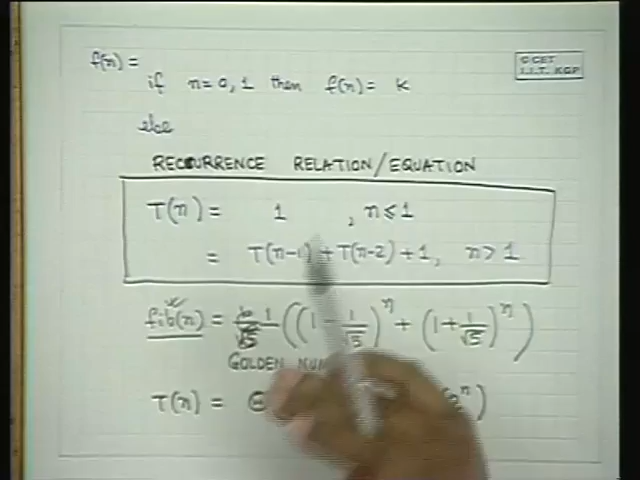 f(n) =
© CET
I.I.T. KGP
if n = 0, 1 then f(n) = K
else
RECURRENCE RELATION/EQUATION
T(n) = 1 , n ≤ 1
= T(n-1) + T(n-2) + 1, n > 1
fib(n) = 1/√5 ((1 - 1/√5)^n + (1 + 1/√5)^n)
GOLDEN
T(n) = Θ n)